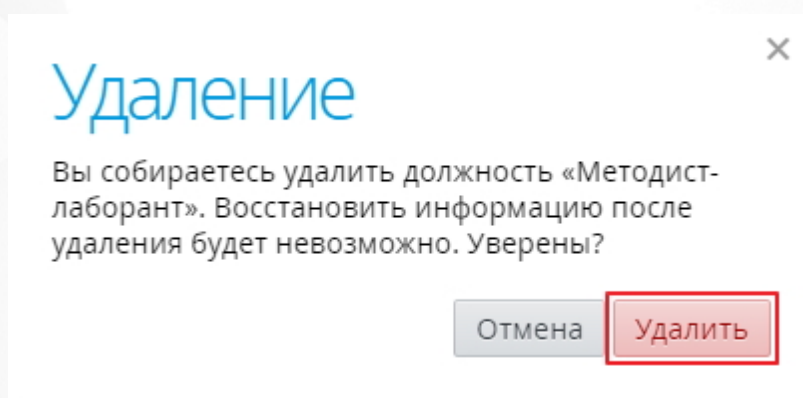 Удаление
Вы собираетесь удалить должность «Методист-
лаборант». Восстановить информацию после
удаления будет невозможно. Уверены?
Отмена Удалить